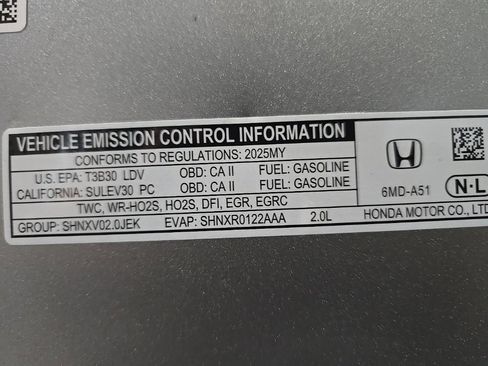 VEHICLE EMISSION CONTROL INFORMATION
CONFORMS TO REGULATIONS: 2025MY
U.S. EPA: T3B30 LDV OBD: CA II FUEL: GASOLINE
CALIFORNIA: SULEV30 PC OBD: CA II FUEL: GASOLINE
TWC, WR-HO2S, HO2S, DFI, EGR, EGRC
GROUP: SHNXV02.0JEK EVAP: SHNXR0122AAA 2.0L
6MD-A51
N-L
HONDA MOTOR CO., LTD